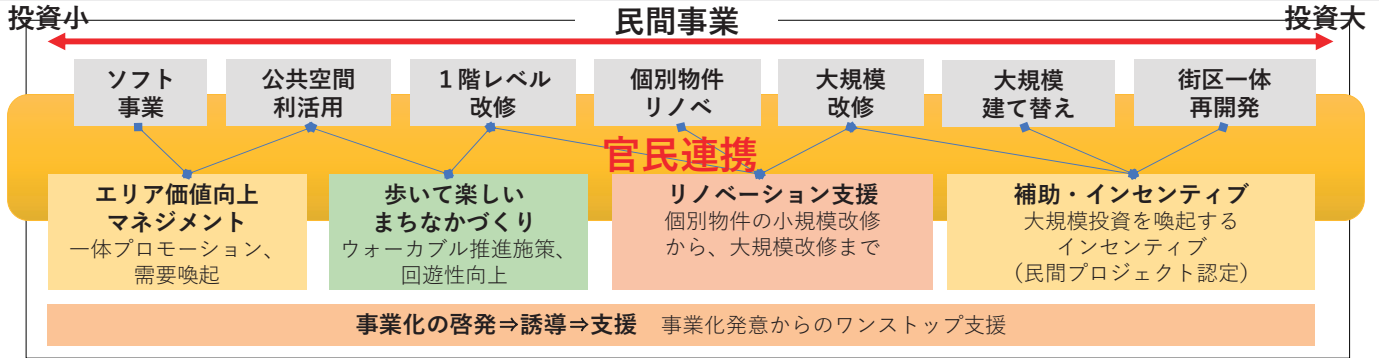 投資小
民間事業
投資大
ソフト
事業
公共空間
利活用
1階レベル
改修
個別物件
リノベ
大規模
改修
大規模
建て替え
街区一体
再開発
官民連携
エリア価値向上
マネジメント
一体プロモーション、
需要喚起
歩いて楽しい
まちなかづくり
ウォーカブル推進施策、
回遊性向上
リノベーション支援
個別物件の小規模改修
から、大規模改修まで
補助・インセンティブ
大規模投資を喚起する
インセンティブ
（民間プロジェクト認定）
事業化の啓発⇒誘導⇒支援　事業化発意からのワンストップ支援